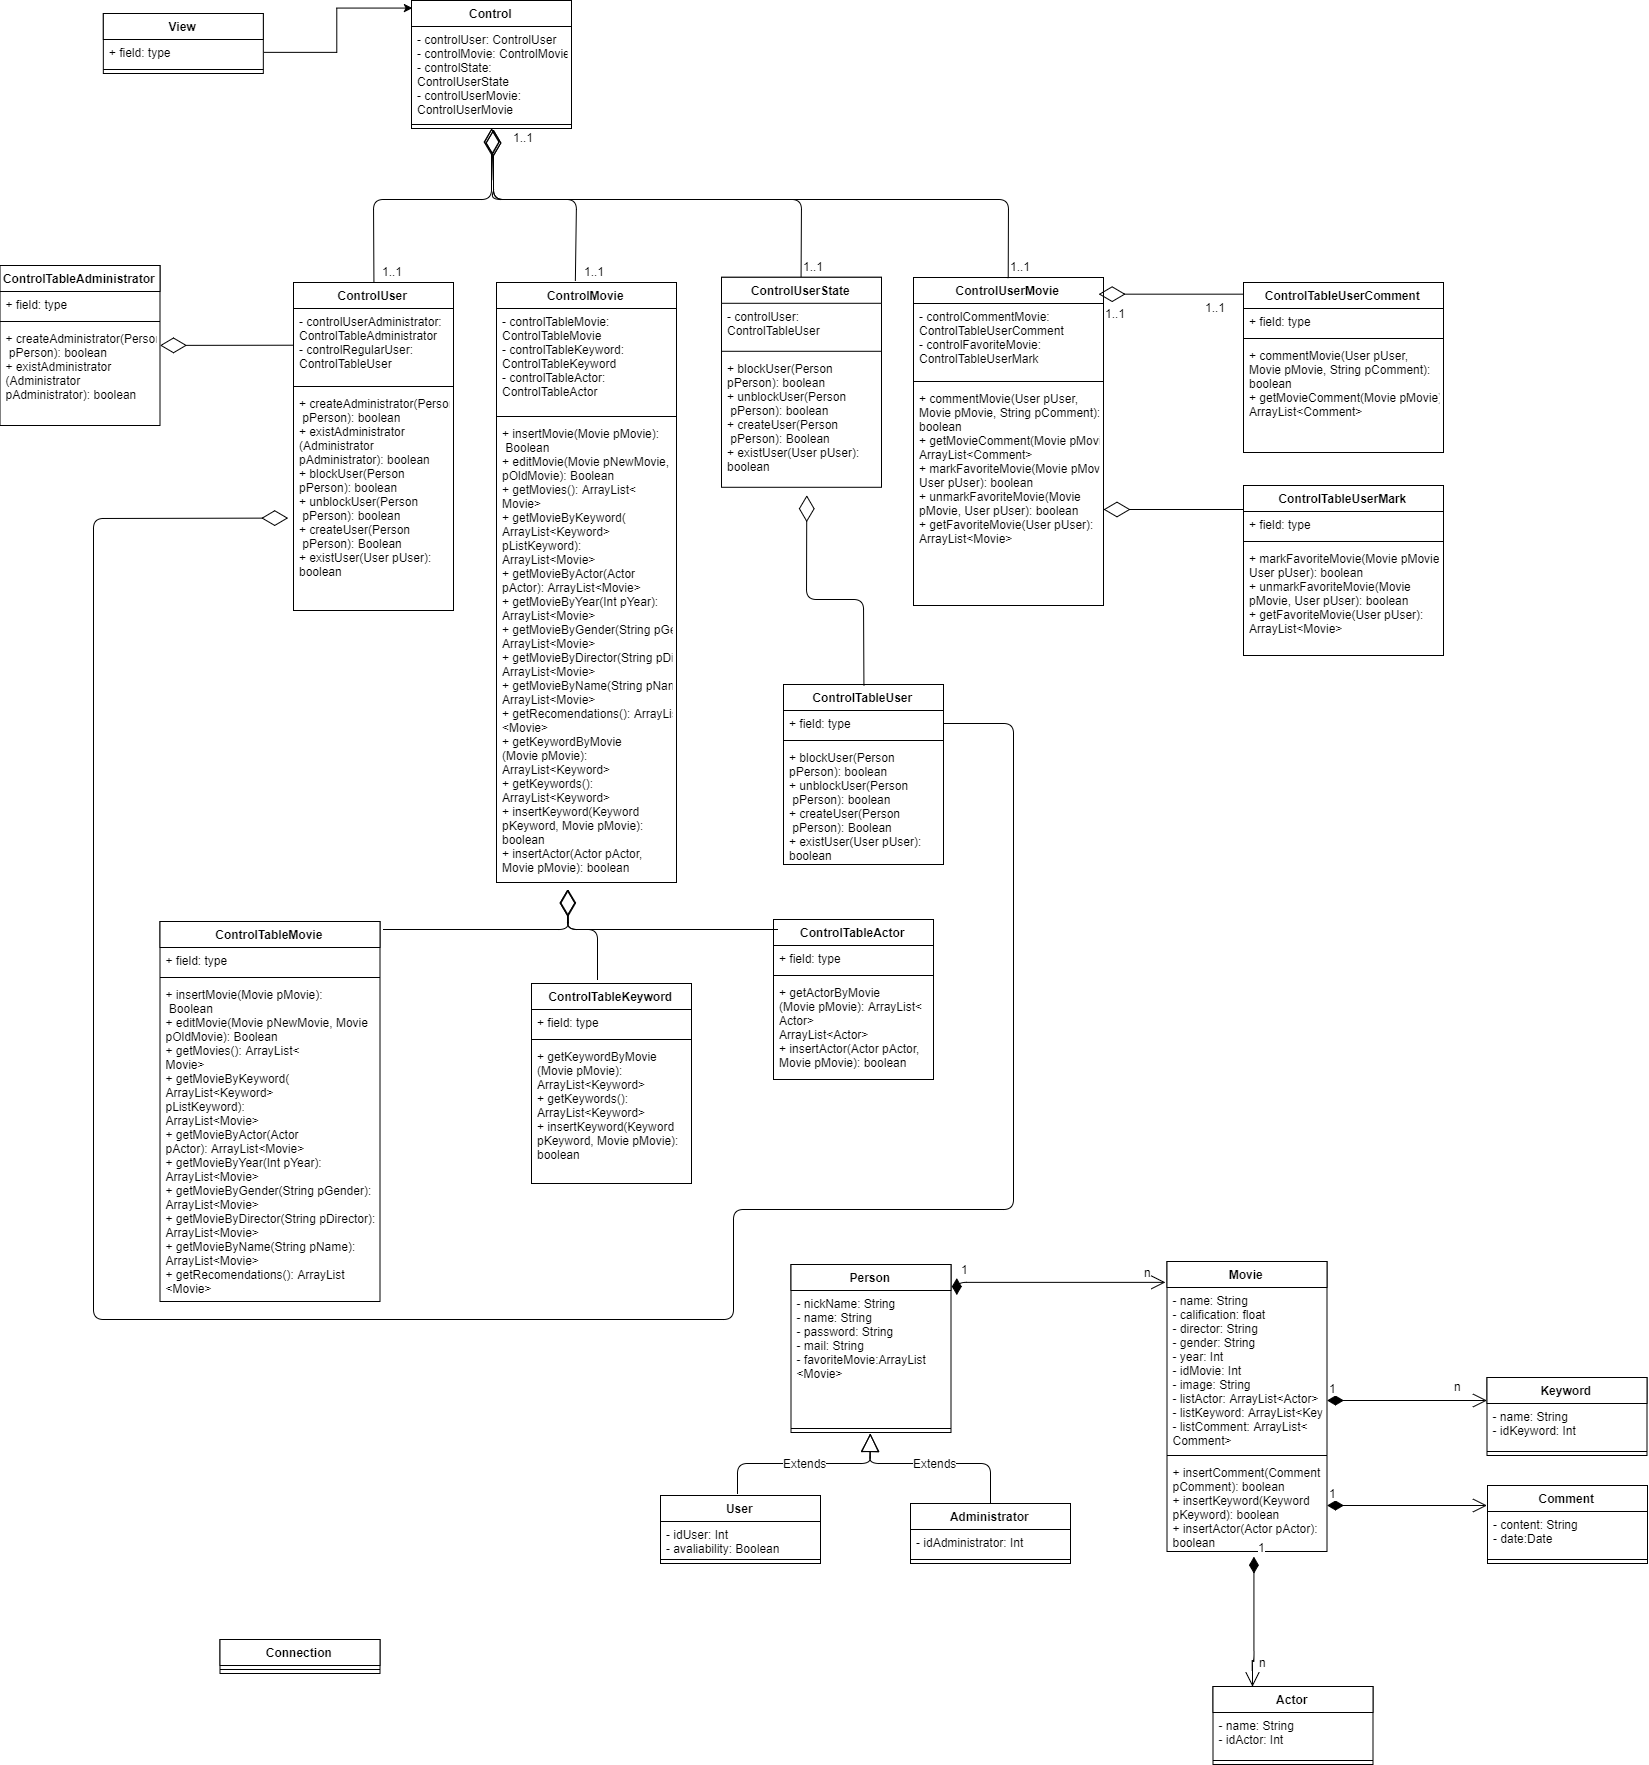 View
+ field: type
Control
- controlUser: ControlUser
- controlMovie: ControlMovie
- controlState:
ControlUserState
- controlUserMovie:
ControlUserMovie
1..1
1..1
1..1
1..1
1..1
ControlTableAdministrator
+ field: type
+ createAdministrator(Perso
pPerson): boolean
+ existAdministrator
(Administrator
pAdministrator): boolean
ControlUser
- controlUserAdministrator:
ControlTableAdministrator
- controlRegularUser:
ControlTableUser
+ createAdministrator(Perso
pPerson): boolean
+ existAdministrator
(Administrator
pAdministrator): boolean
+ blockUser(Person
pPerson): boolean
+ unblockUser(Person
pPerson): boolean
+ createUser(Person
pPerson): Boolean
+ existUser(User pUser):
boolean
ControlMovie
- controlTableMovie:
ControlTableMovie
- controlTableKeyword:
ControlTableKeyword
- controlTableActor:
ControlTableActor
+ insertMovie(Movie pMovie):
Boolean
+ editMovie(Movie pNewMovie,
pOldMovie): Boolean
+ getMovies(): ArrayList<
Movie>
+ getMovieByKeyword(
ArrayList<Keyword>
pListKeyword):
ArrayList<Movie>
+ getMovieByActor(Actor
pActor): ArrayList<Movie>
+ getMovieByYear(Int pYear):
ArrayList<Movie>
+ getMovieByGender(String pGe
ArrayList<Movie>
+ getMovieByDirector(String pDi
ArrayList<Movie>
+ getMovieByName(String pNam
ArrayList<Movie>
+ getRecomendations(): ArrayLi
<Movie>
+ getKeywordByMovie
(Movie pMovie):
ArrayList<Keyword>
+ getKeywords():
ArrayList<Keyword>
+ insertKeyword(Keyword
pKeyword, Movie pMovie):
boolean
+ insertActor(Actor pActor,
Movie pMovie): boolean
ControlUserState
- controlUser:
ControlTableUser
+ blockUser(Person
pPerson): boolean
+ unblockUser(Person
pPerson): boolean
+ createUser(Person
pPerson): Boolean
+ existUser(User pUser):
boolean
ControlUserMovie
- controlCommentMovie:
ControlTableUserComment
- controlFavoriteMovie:
ControlTableUserMark
+ commentMovie(User pUser,
Movie pMovie, String pComment):
boolean
+ getMovieComment(Movie pMov
ArrayList<Comment>
+ markFavoriteMovie(Movie pMov
User pUser): boolean
+ unmarkFavoriteMovie(Movie
pMovie, User pUser): boolean
+ getFavoriteMovie(User pUser):
ArrayList<Movie>
1..1
1..1
ControlTableUserComment
+ field: type
+ commentMovie(User pUser,
Movie pMovie, String pComment):
boolean
+ getMovieComment(Movie pMovie
ArrayList<Comment>
ControlTableUserMark
+ field: type
+ markFavoriteMovie(Movie pMovie
User pUser): boolean
+ unmarkFavoriteMovie(Movie
pMovie, User pUser): boolean
+ getFavoriteMovie(User pUser):
ArrayList<Movie>
ControlTableUser
+ field: type
+ blockUser(Person
pPerson): boolean
+ unblockUser(Person
pPerson): boolean
+ createUser(Person
pPerson): Boolean
+ existUser(User pUser):
boolean
ControlTableMovie
+ field: type
+ insertMovie(Movie pMovie):
Boolean
+ editMovie(Movie pNewMovie, Movie
pOldMovie): Boolean
+ getMovies(): ArrayList<
Movie>
+ getMovieByKeyword(
ArrayList<Keyword>
pListKeyword):
ArrayList<Movie>
+ getMovieByActor(Actor
pActor): ArrayList<Movie>
+ getMovieByYear(Int pYear):
ArrayList<Movie>
+ getMovieByGender(String pGender):
ArrayList<Movie>
+ getMovieByDirector(String pDirector):
ArrayList<Movie>
+ getMovieByName(String pName):
ArrayList<Movie>
+ getRecomendations(): ArrayList
<Movie>
ControlTableKeyword
+ field: type
+ getKeywordByMovie
(Movie pMovie):
ArrayList<Keyword>
+ getKeywords():
ArrayList<Keyword>
+ insertKeyword(Keyword
pKeyword, Movie pMovie):
boolean
ControlTableActor
+ field: type
+ getActorByMovie
(Movie pMovie): ArrayList<
Actor>
ArrayList<Actor>
+ insertActor(Actor pActor,
Movie pMovie): boolean
Person
- nickName: String
- name: String
- password: String
- mail: String
- favoriteMovie:ArrayList
<Movie>
1
n
Movie
- name: String
- calification: float
- director: String
- gender: String
- year: Int
- idMovie: Int
- image: String
- listActor: ArrayList<Actor>
- listKeyword: ArrayList<Key
- listComment: ArrayList<
Comment>
+ insertComment(Comment
pComment): boolean
+ insertKeyword(Keyword
pKeyword): boolean
+ insertActor(Actor pActor):
boolean
1
n
Keyword
- name: String
- idKeyword: Int
1
Comment
- content: String
- date:Date
Extends
Extends
User
- idUser: Int
- avaliability: Boolean
Administrator
- idAdministrator: Int
1
n
Actor
- name: String
- idActor: Int
Connection